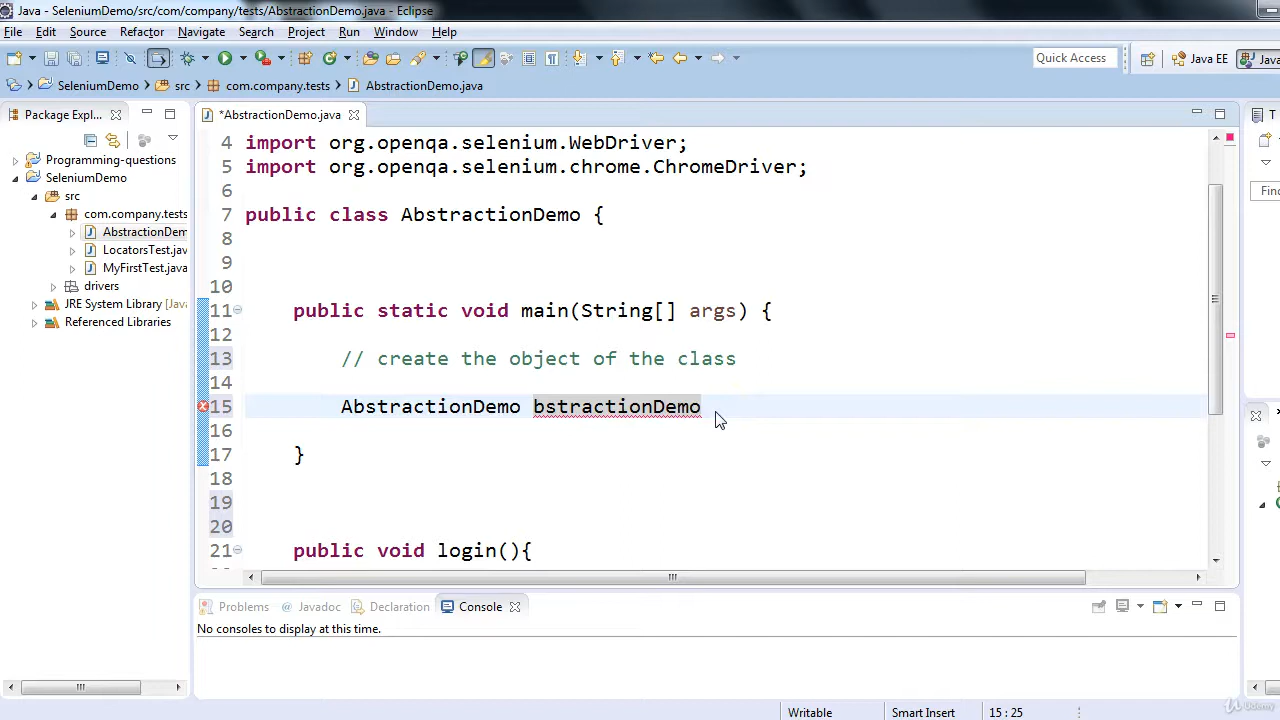 Java - SeleniumDemo/src/com/company/tests/AbstractionDemo.java - Eclipse
File Edit Source Refactor Navigate Search Project Run Window Help
Quick Access
Java EE
Java
SeleniumDemo
src
com.company.tests
AbstractionDemo.java
Package Expl...
*AbstractionDemo.java
Programming-questions
SeleniumDemo
src
com.company.tests
AbstractionDem
LocatorsTest.jav
MyFirstTest.java
drivers
JRE System Library [Java
Referenced Libraries
4 import org.openqa.selenium.WebDriver;
5 import org.openqa.selenium.chrome.ChromeDriver;
6
7 public class AbstractionDemo {
8
9
10
11 public static void main(String[] args) {
12
13 // create the object of the class
14
15 AbstractionDemo bstractionDemo
16
17 }
18
19
20
21 public void login(){
T
Find
Problems @ Javadoc Declaration Console
No consoles to display at this time.
Writable
Smart Insert
15 : 25
Udemy